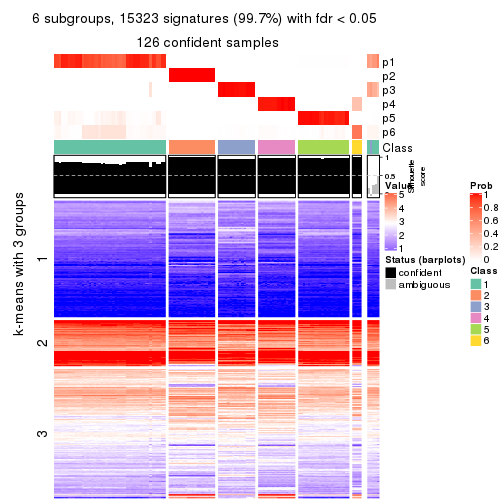 6 subgroups, 15323 signatures (99.7%) with fdr < 0.05
126 confident samples
p1
p2
p3
p4
p5
p6
Class
1
0.5
0
Silhouette
score
k-means with 3 groups
1
2
3
Value
5
4
3
2
1
Status (barplots)
confident
ambiguous
Prob
1
0.8
0.6
0.4
0.2
0
Class
1
2
3
4
5
6